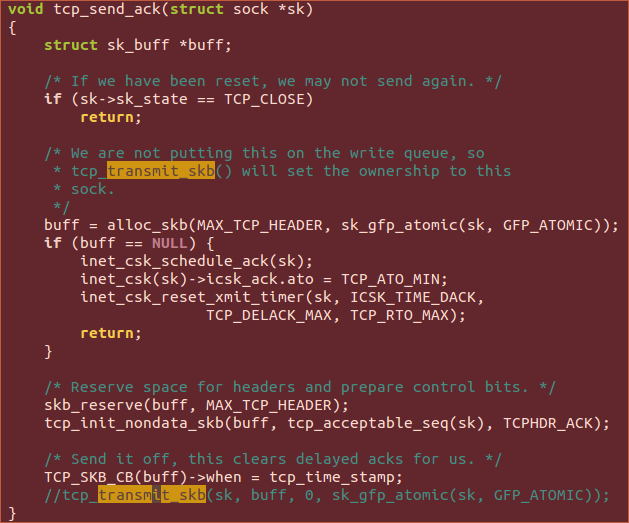 void tcp_send_ack(struct sock *sk)
{
    struct sk_buff *buff;

    /* If we have been reset, we may not send again. */
    if (sk->sk_state == TCP_CLOSE)
        return;

    /* We are not putting this on the write queue, so
     * tcp_transmit_skb() will set the ownership to this
     * sock.
     */
    buff = alloc_skb(MAX_TCP_HEADER, sk_gfp_atomic(sk, GFP_ATOMIC));
    if (buff == NULL) {
        inet_csk_schedule_ack(sk);
        inet_csk(sk)->icsk_ack.ato = TCP_ATO_MIN;
        inet_csk_reset_xmit_timer(sk, ICSK_TIME_DACK,
                      TCP_DELACK_MAX, TCP_RTO_MAX);
        return;
    }

    /* Reserve space for headers and prepare control bits. */
    skb_reserve(buff, MAX_TCP_HEADER);
    tcp_init_nondata_skb(buff, tcp_acceptable_seq(sk), TCPHDR_ACK);

    /* Send it off, this clears delayed acks for us. */
    TCP_SKB_CB(buff)->when = tcp_time_stamp;
    //tcp_transmit_skb(sk, buff, 0, sk_gfp_atomic(sk, GFP_ATOMIC));
}